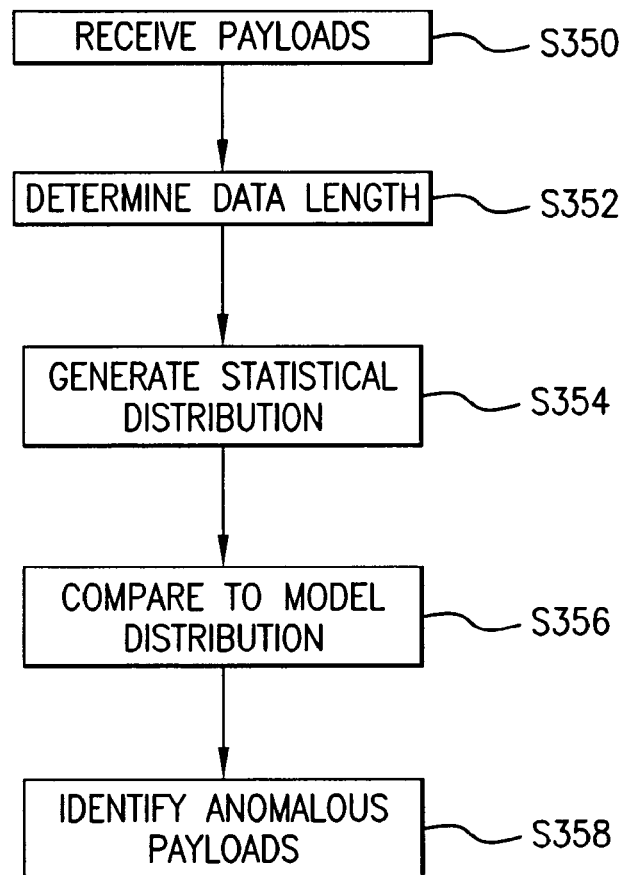 RECEIVE PAYLOADS
S350
DETERMINE DATA LENGTH
S352
GENERATE STATISTICAL
DISTRIBUTION
S354
COMPARE TO MODEL
DISTRIBUTION
S356
IDENTIFY ANOMALOUS
PAYLOADS
S358